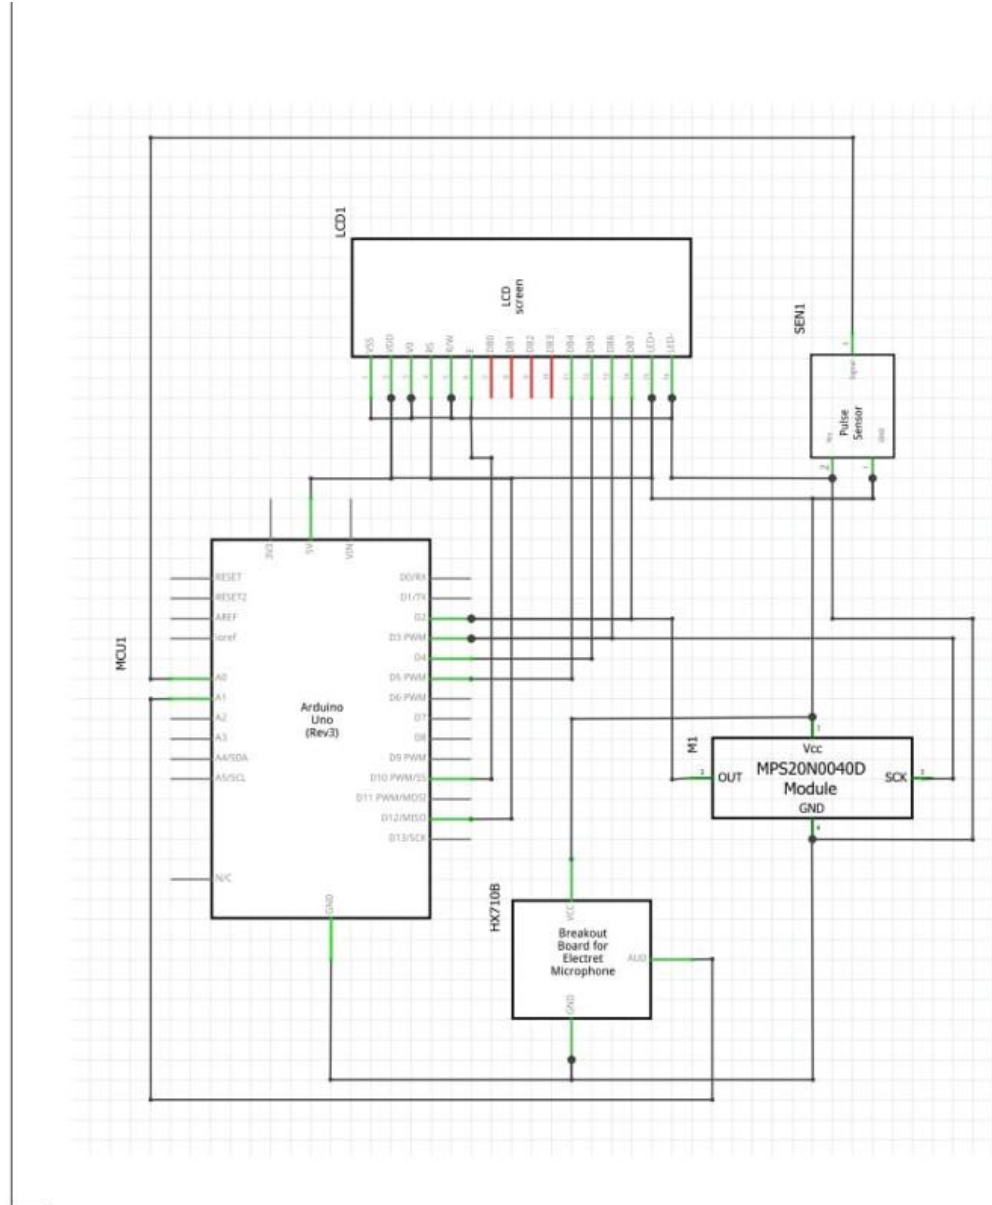 LCD1
LCD
screen
VSS
VDD
V0
RS
R/W
E
DB0
DB1
DB2
DB3
DB4
DB5
DB6
DB7
LED+
LED-
SEN1
Pulse
Sensor
2
1
3V3
5V
VIN
MCU1
Arduino
Uno
(Rev3)
RESET
RESET2
AREF
ioref
A0
A1
A2
A3
A4/SDA
A5/SCL
N/C
D0/RX
D1/TX
D2
D3 PWM
D4
D5 PWM
D6 PWM
D7
D8
D9 PWM
D10 PWM/SS
D11 PWM/MOSI
D12/MISO
D13/SCK
GND
M1
Vcc
MPS20N0040D
Module
OUT
SCK
GND
HX710B
VCC
Breakout
Board for
Electret
Microphone
AUD
GND